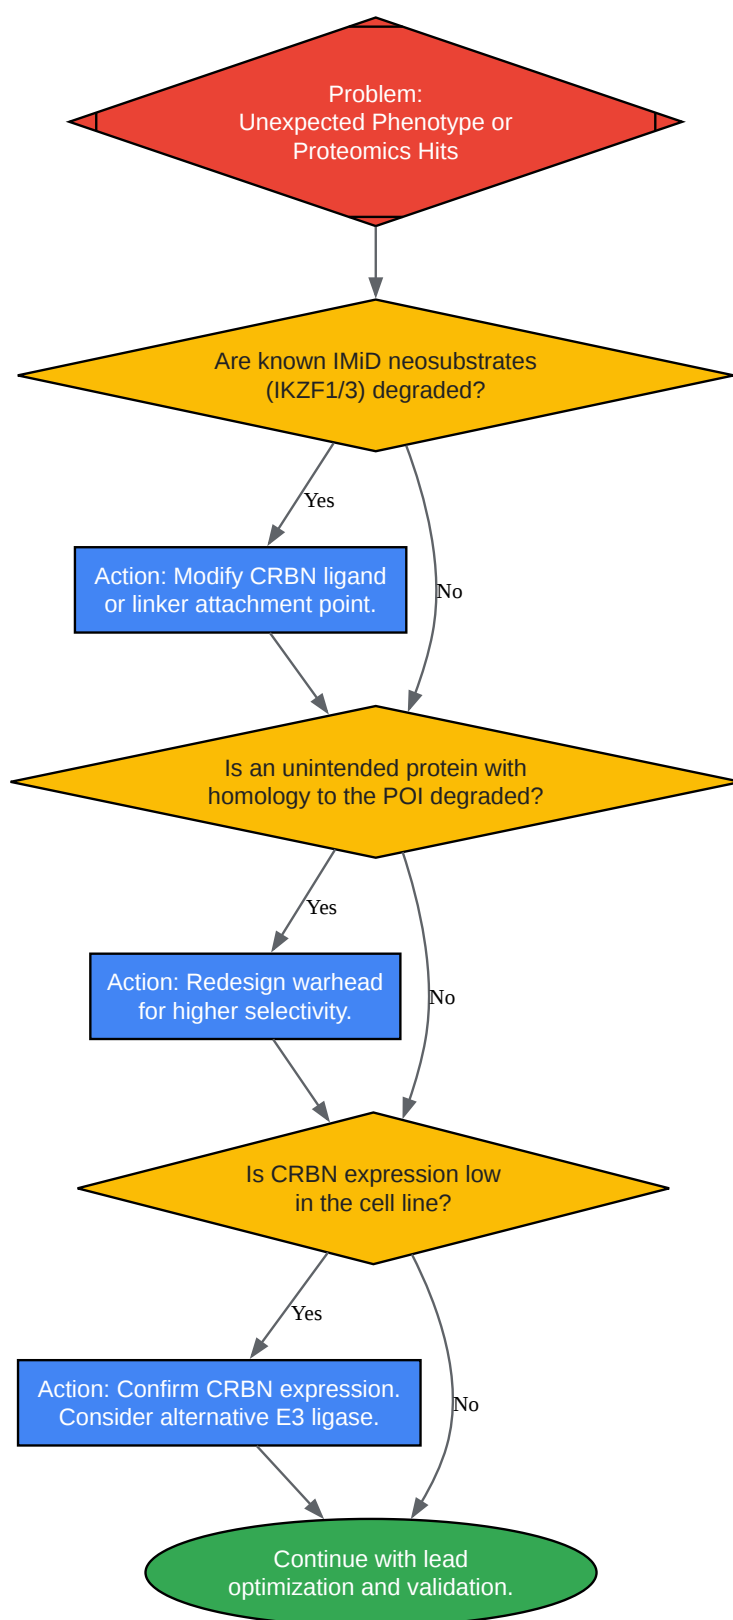 Problem:
Unexpected Phenotype or
Proteomics Hits
Are known IMiD neosubstrates
(IKZF1/3) degraded?
Yes
Action: Modify CRBN ligand
or linker attachment point.
No
Is an unintended protein with
homology to the POI degraded?
Yes
Action: Redesign warhead
for higher selectivity.
No
Is CRBN expression low
in the cell line?
Yes
Action: Confirm CRBN expression.
Consider alternative E3 ligase.
No
Continue with lead
optimization and validation.